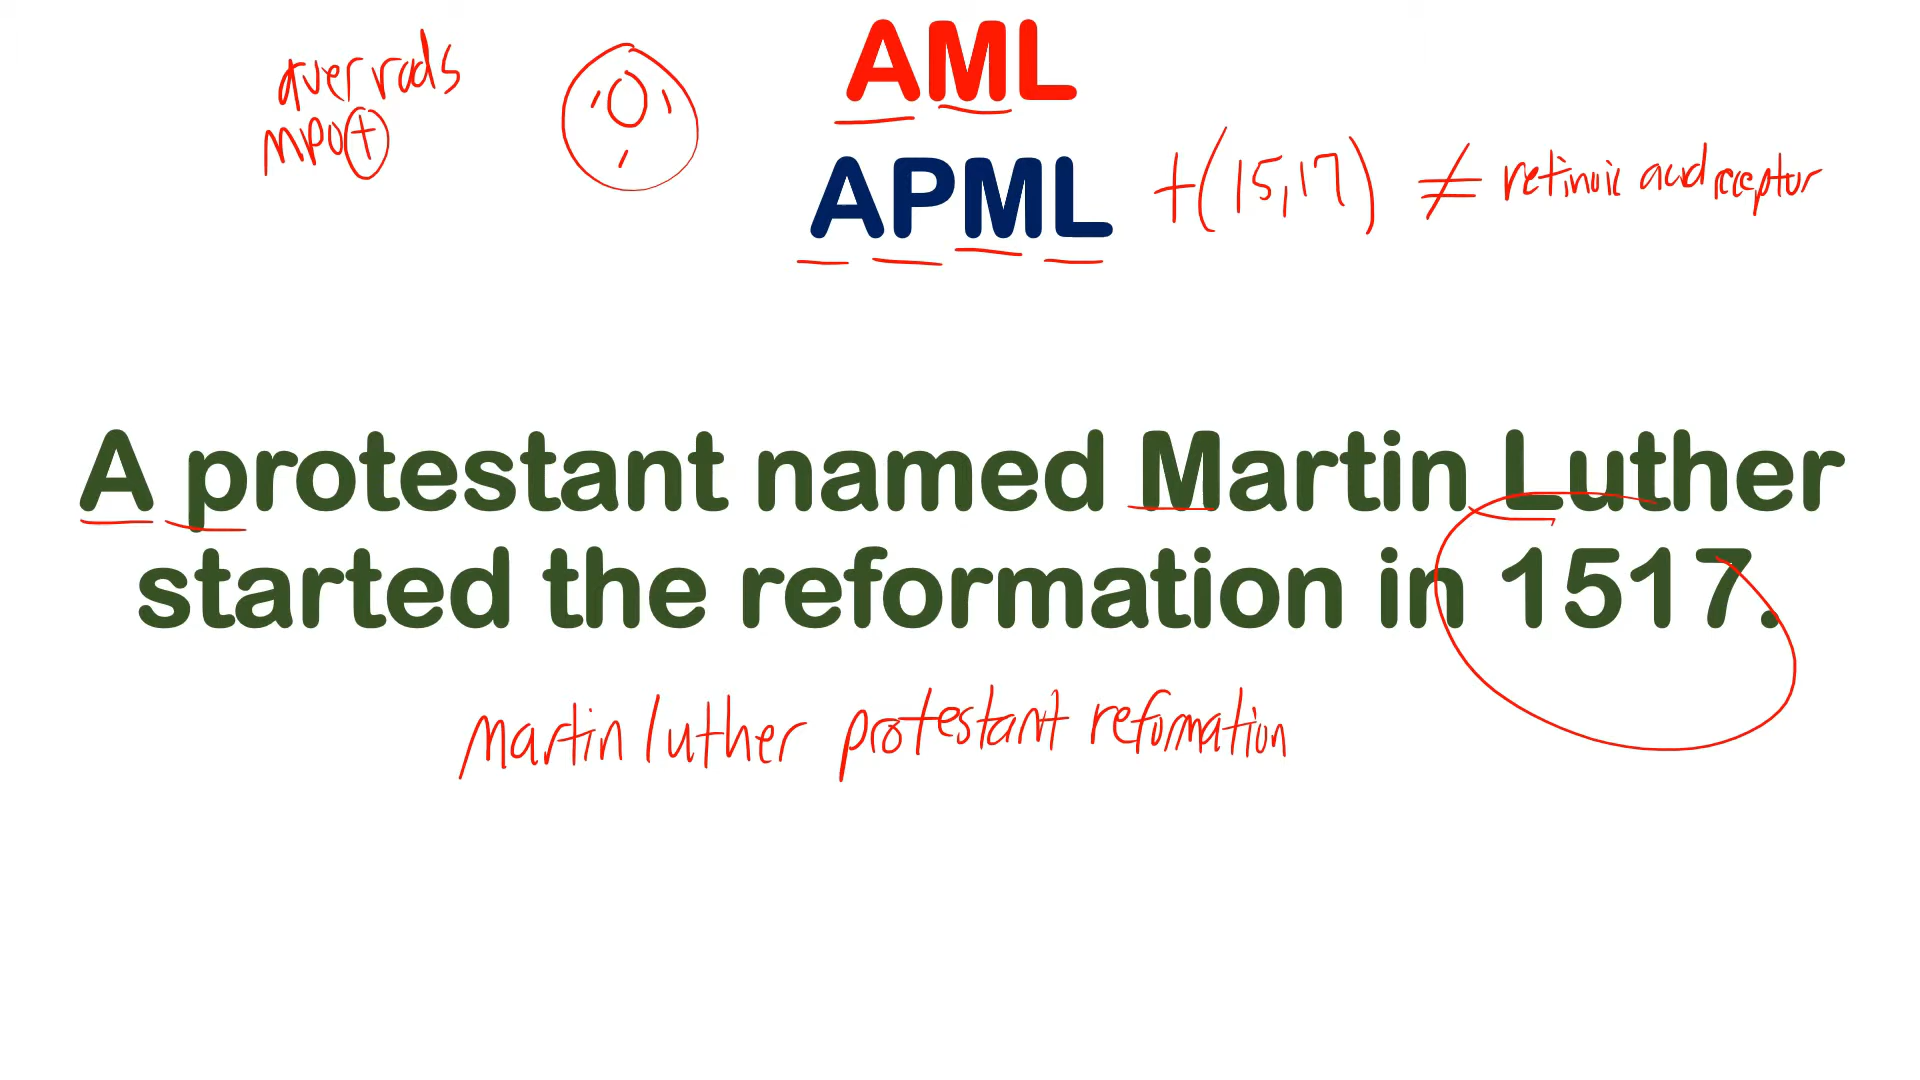 AML
auer rods
MPO+
APML
t(15,17) ≠ retinoic acid receptor
A protestant named Martin Luther
started the reformation in 1517.
martin luther protestant reformation